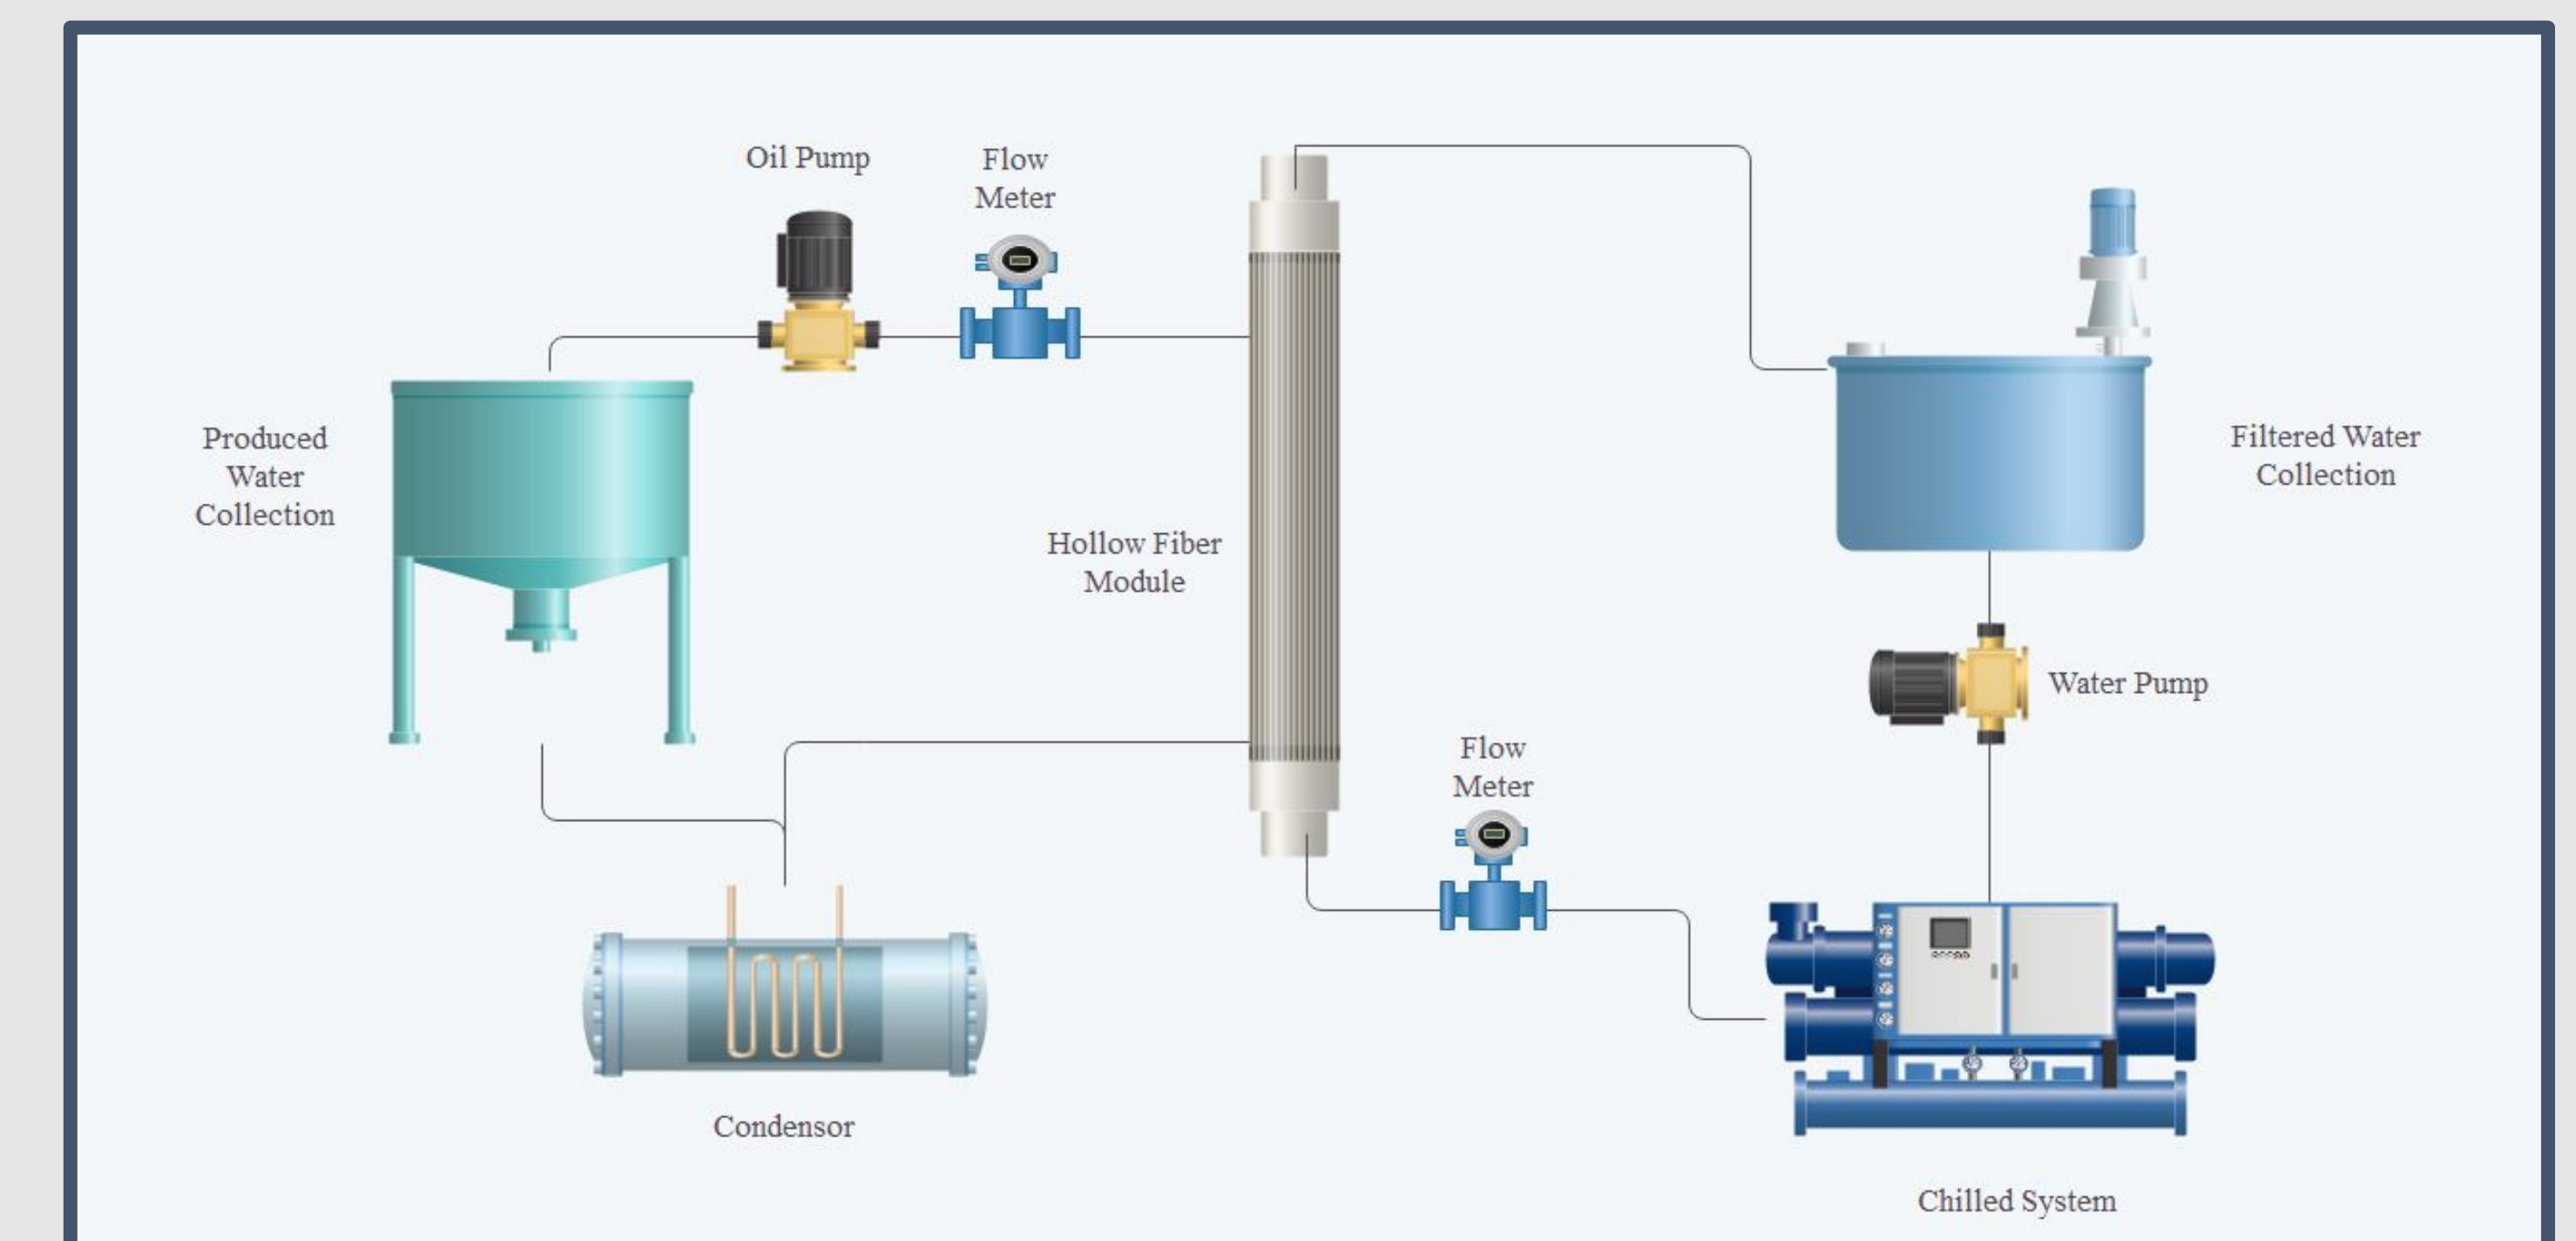 Oil Pump
Flow
Meter
Produced
Water
Collection
Hollow Fiber
Module
Filtered Water
Collection
Water Pump
Flow
Meter
Condensor
Chilled System